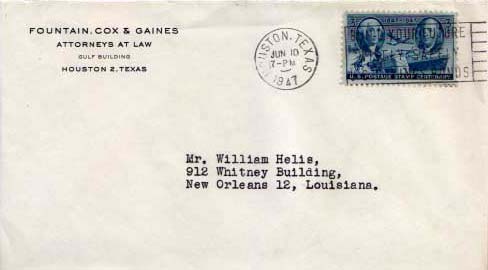 FOUNTAIN, COX & GAINES
ATTORNEYS AT LAW
GULF BUILDING
HOUSTON 2, TEXAS
HOUSTON, TEXAS
JUN 10
7-PM
1947
U.S. POSTAGE STAMP CENTENARY
Mr. William Helis,
912 Whitney Building,
New Orleans 12, Louisiana.